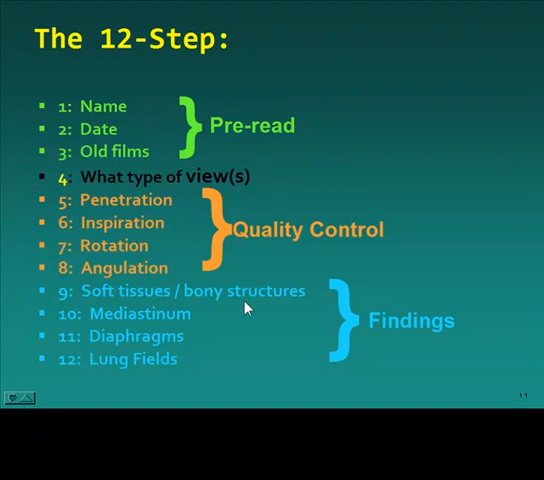 The 12-Step:
1: Name
2: Date
3: Old films
Pre-read
4: What type of view(s)
5: Penetration
6: Inspiration
7: Rotation
8: Angulation
Quality Control
9: Soft tissues / bony structures
10: Mediastinum
11: Diaphragms
12: Lung Fields
Findings
١١